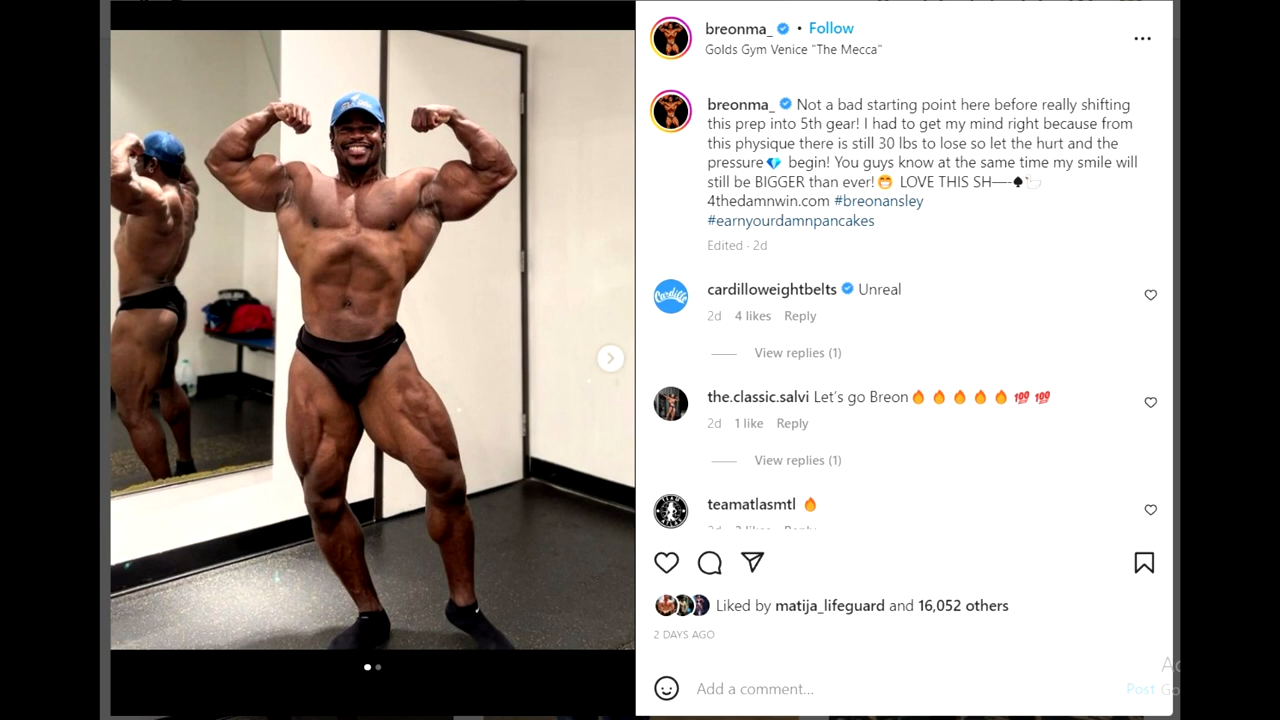 breonma_ • Follow
Golds Gym Venice "The Mecca"
breonma_ Not a bad starting point here before really shifting
this prep into 5th gear! I had to get my mind right because from
this physique there is still 30 lbs to lose so let the hurt and the
pressure💎 begin! You guys know at the same time my smile will
still be BIGGER than ever!😁 LOVE THIS SH—-♠️🦢
4thedamnwin.com #breonansley
#earnyourdamnpancakes
Edited · 2d
cardilloweightbelts Unreal
2d 4 likes Reply
View replies (1)
the.classic.salvi Let's go Breon🔥🔥🔥🔥🔥💯💯
2d 1 like Reply
View replies (1)
teamatlasmtl 🔥
2d 2 likes Reply
Liked by matija_lifeguard and 16,052 others
2 DAYS AGO
Add a comment...
Post